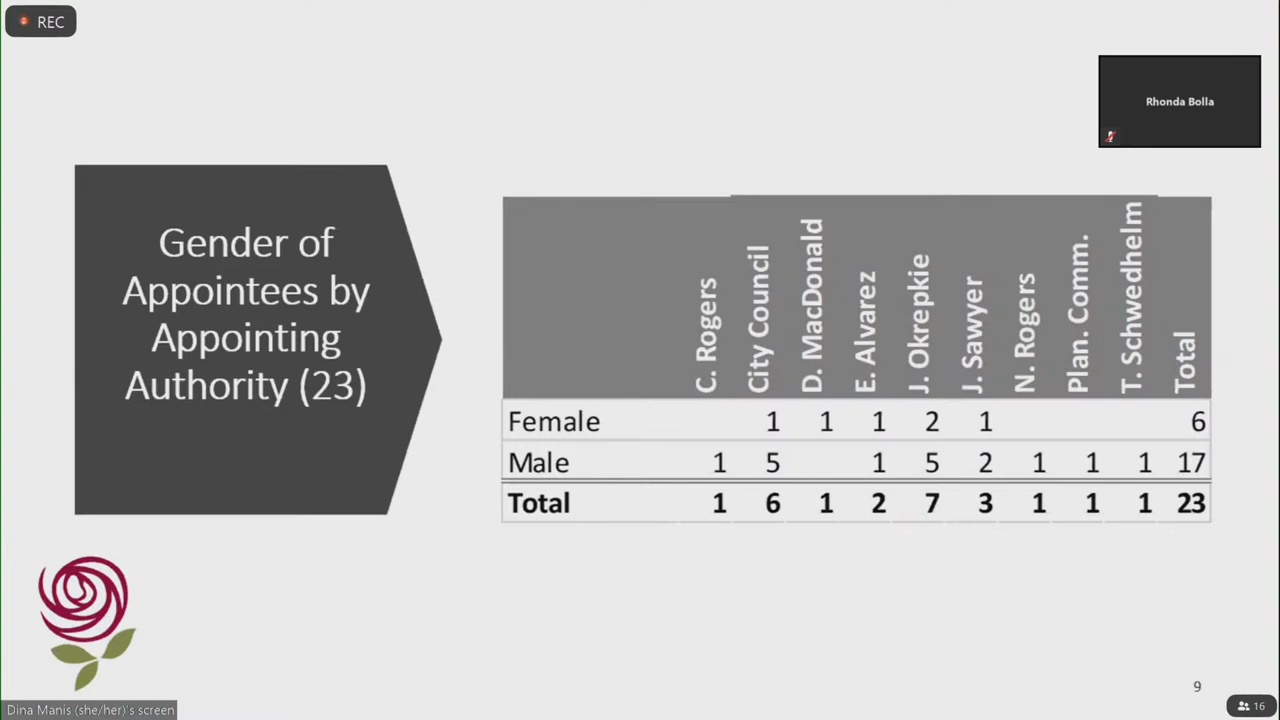 REC
Rhonda Bolla
Gender of
Appointees by
Appointing
Authority (23)
C. Rogers City Council D. MacDonald E. Alvarez J. Okrepkie J. Sawyer N. Rogers Plan. Comm. T. Schwedhelm Total
Female 1 1 1 2 1 6
Male 1 5 1 5 2 1 1 1 17
Total 1 6 1 2 7 3 1 1 1 23
9
Dina Manis (she/her)'s screen
16